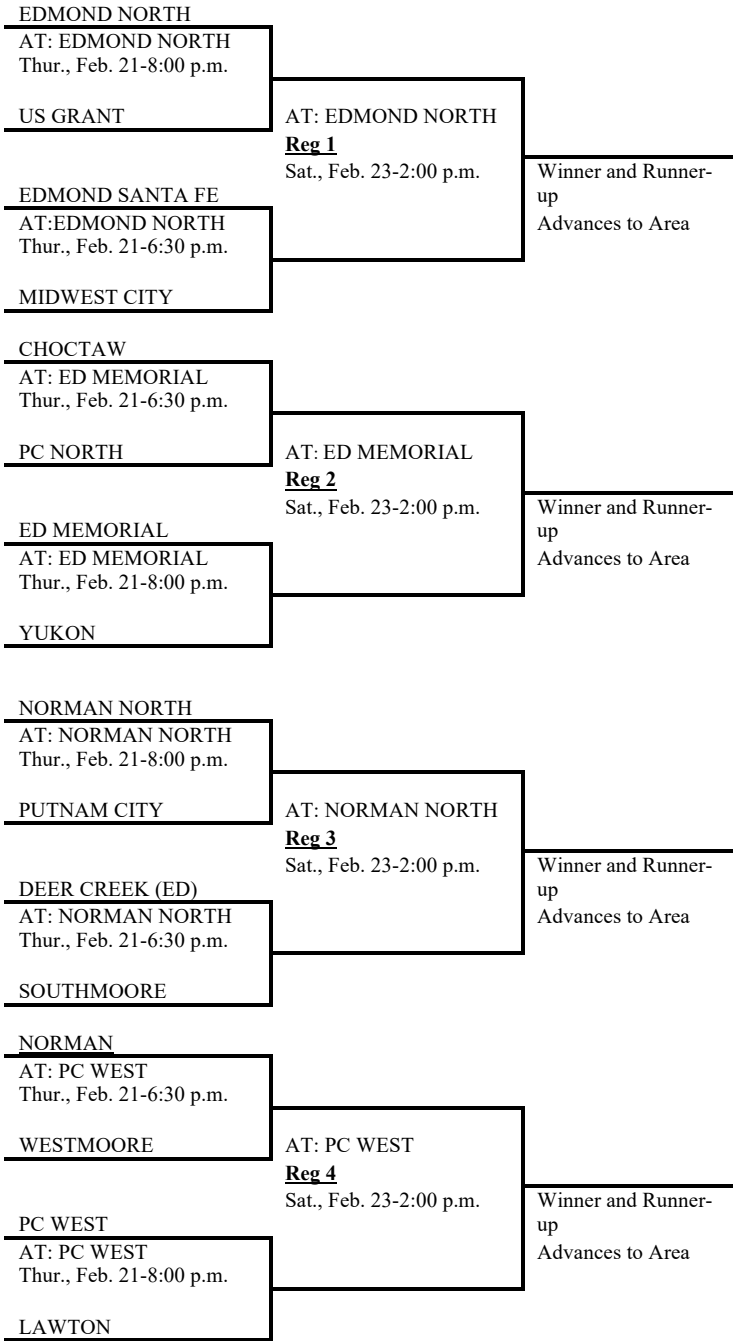 EDMOND NORTH
AT: EDMOND NORTH
Thur., Feb. 21-8:00 p.m.
US GRANT
AT: EDMOND NORTH
Reg 1
Sat., Feb. 23-2:00 p.m.
Winner and Runner-
up
Advances to Area
EDMOND SANTA FE
AT:EDMOND NORTH
Thur., Feb. 21-6:30 p.m.
MIDWEST CITY
CHOCTAW
AT: ED MEMORIAL
Thur., Feb. 21-6:30 p.m.
PC NORTH
AT: ED MEMORIAL
Reg 2
Sat., Feb. 23-2:00 p.m.
Winner and Runner-
up
Advances to Area
ED MEMORIAL
AT: ED MEMORIAL
Thur., Feb. 21-8:00 p.m.
YUKON
NORMAN NORTH
AT: NORMAN NORTH
Thur., Feb. 21-8:00 p.m.
PUTNAM CITY
AT: NORMAN NORTH
Reg 3
Sat., Feb. 23-2:00 p.m.
Winner and Runner-
up
Advances to Area
DEER CREEK (ED)
AT: NORMAN NORTH
Thur., Feb. 21-6:30 p.m.
SOUTHMOORE
NORMAN
AT: PC WEST
Thur., Feb. 21-6:30 p.m.
WESTMOORE
AT: PC WEST
Reg 4
Sat., Feb. 23-2:00 p.m.
Winner and Runner-
up
Advances to Area
PC WEST
AT: PC WEST
Thur., Feb. 21-8:00 p.m.
LAWTON